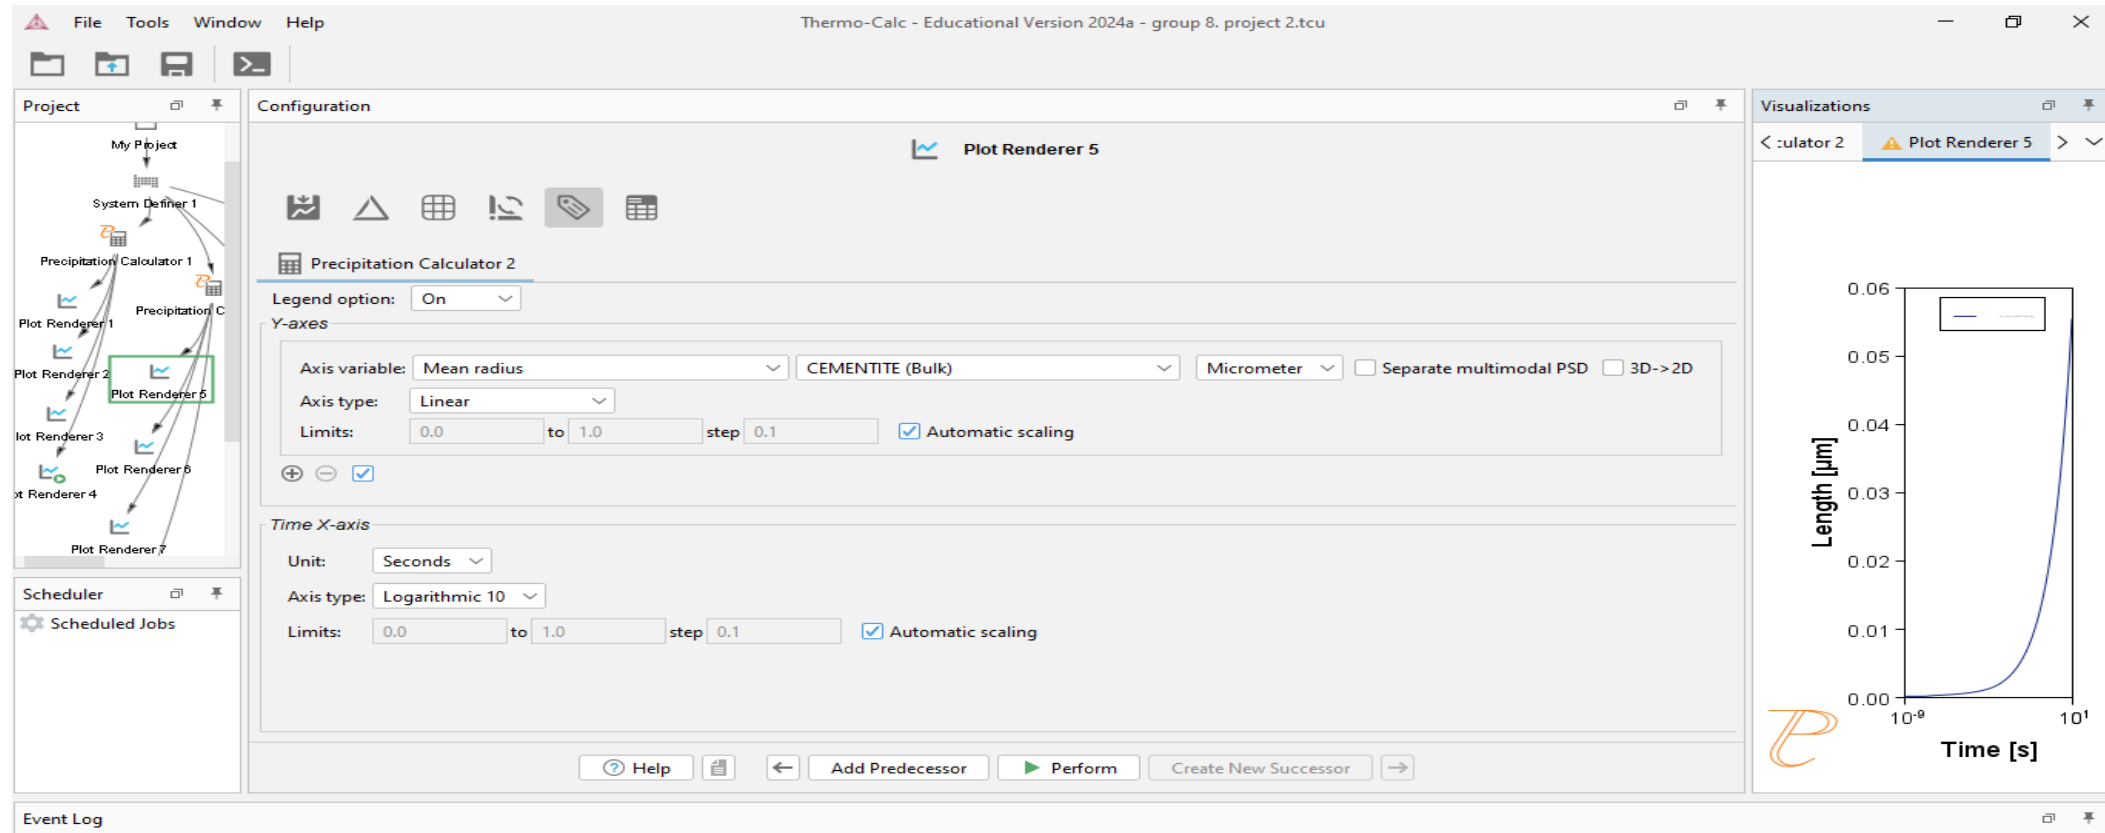 File Tools Window Help
Thermo-Calc - Educational Version 2024a - group 8. project 2.tcu
Project
My Project
System Definer 1
Precipitation Calculator 1
Precipitation C
Plot Renderer 1
Plot Renderer 2
Plot Renderer 5
lot Renderer 3
Plot Renderer 6
ot Renderer 4
Plot Renderer 7
Scheduler
Scheduled Jobs
Configuration
Plot Renderer 5
Precipitation Calculator 2
Legend option: On
Y-axes
Axis variable: Mean radius CEMENTITE (Bulk) Micrometer Separate multimodal PSD 3D->2D
Axis type: Linear
Limits: 0.0 to 1.0 step 0.1 Automatic scaling
Time X-axis
Unit: Seconds
Axis type: Logarithmic 10
Limits: 0.0 to 1.0 step 0.1 Automatic scaling
Help Add Predecessor Perform Create New Successor
Visualizations
:ulator 2 Plot Renderer 5
0.06
0.05
0.04
0.03
0.02
0.01
0.00
Length [µm]
10⁻⁹ 10¹
Time [s]
Event Log